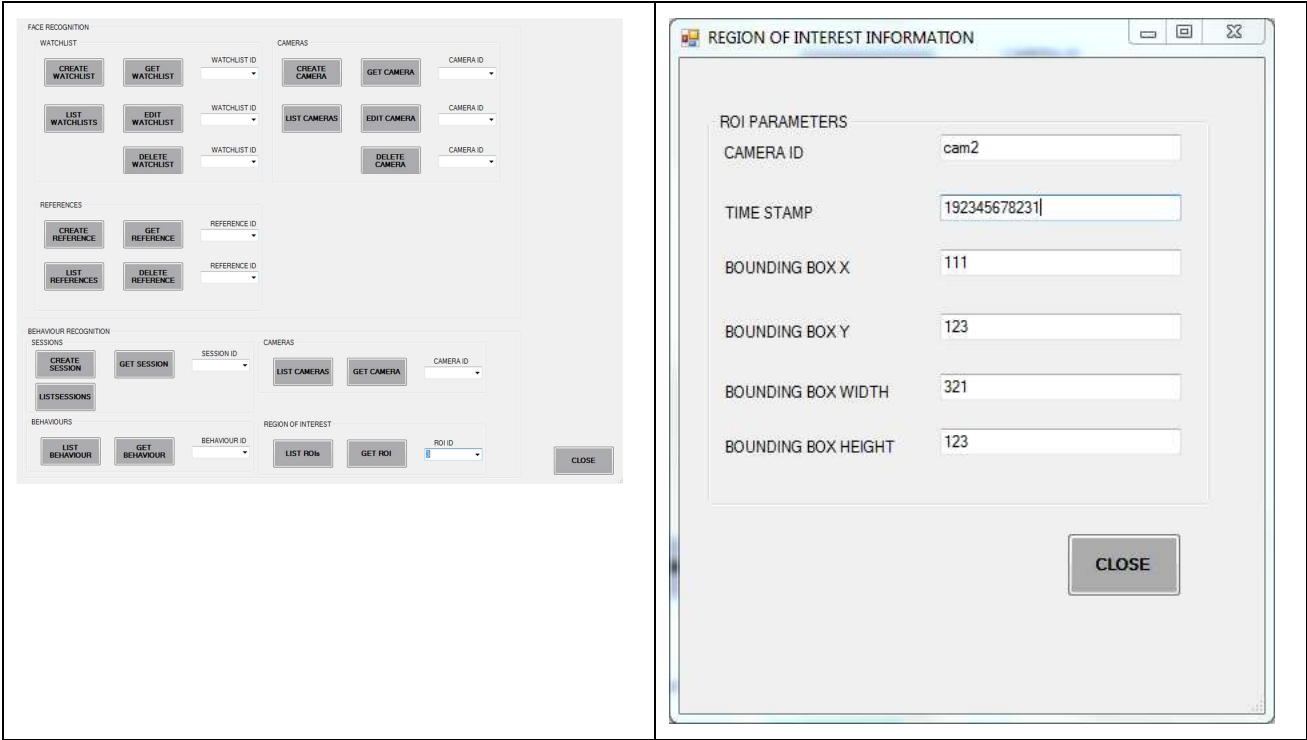 FACE RECOGNITION
WATCHLIST
CREATE WATCHLIST
GET WATCHLIST
WATCHLIST ID
LIST WATCHLISTS
EDIT WATCHLIST
WATCHLIST ID
DELETE WATCHLIST
WATCHLIST ID
CAMERAS
CREATE CAMERA
GET CAMERA
CAMERA ID
LIST CAMERAS
EDIT CAMERA
CAMERA ID
DELETE CAMERA
CAMERA ID
REFERENCES
CREATE REFERENCE
GET REFERENCE
REFERENCE ID
LIST REFERENCES
DELETE REFERENCE
REFERENCE ID
BEHAVIOUR RECOGNITION
SESSIONS
CREATE SESSION
GET SESSION
SESSION ID
LISTSESSIONS
CAMERAS
LIST CAMERAS
GET CAMERA
CAMERA ID
BEHAVIOURS
LIST BEHAVIOUR
GET BEHAVIOUR
BEHAVIOUR ID
REGION OF INTEREST
LIST ROIs
GET ROI
ROI ID
CLOSE
REGION OF INTEREST INFORMATION
ROI PARAMETERS
CAMERA ID cam2
TIME STAMP 192345678231
BOUNDING BOX X 111
BOUNDING BOX Y 123
BOUNDING BOX WIDTH 321
BOUNDING BOX HEIGHT 123
CLOSE